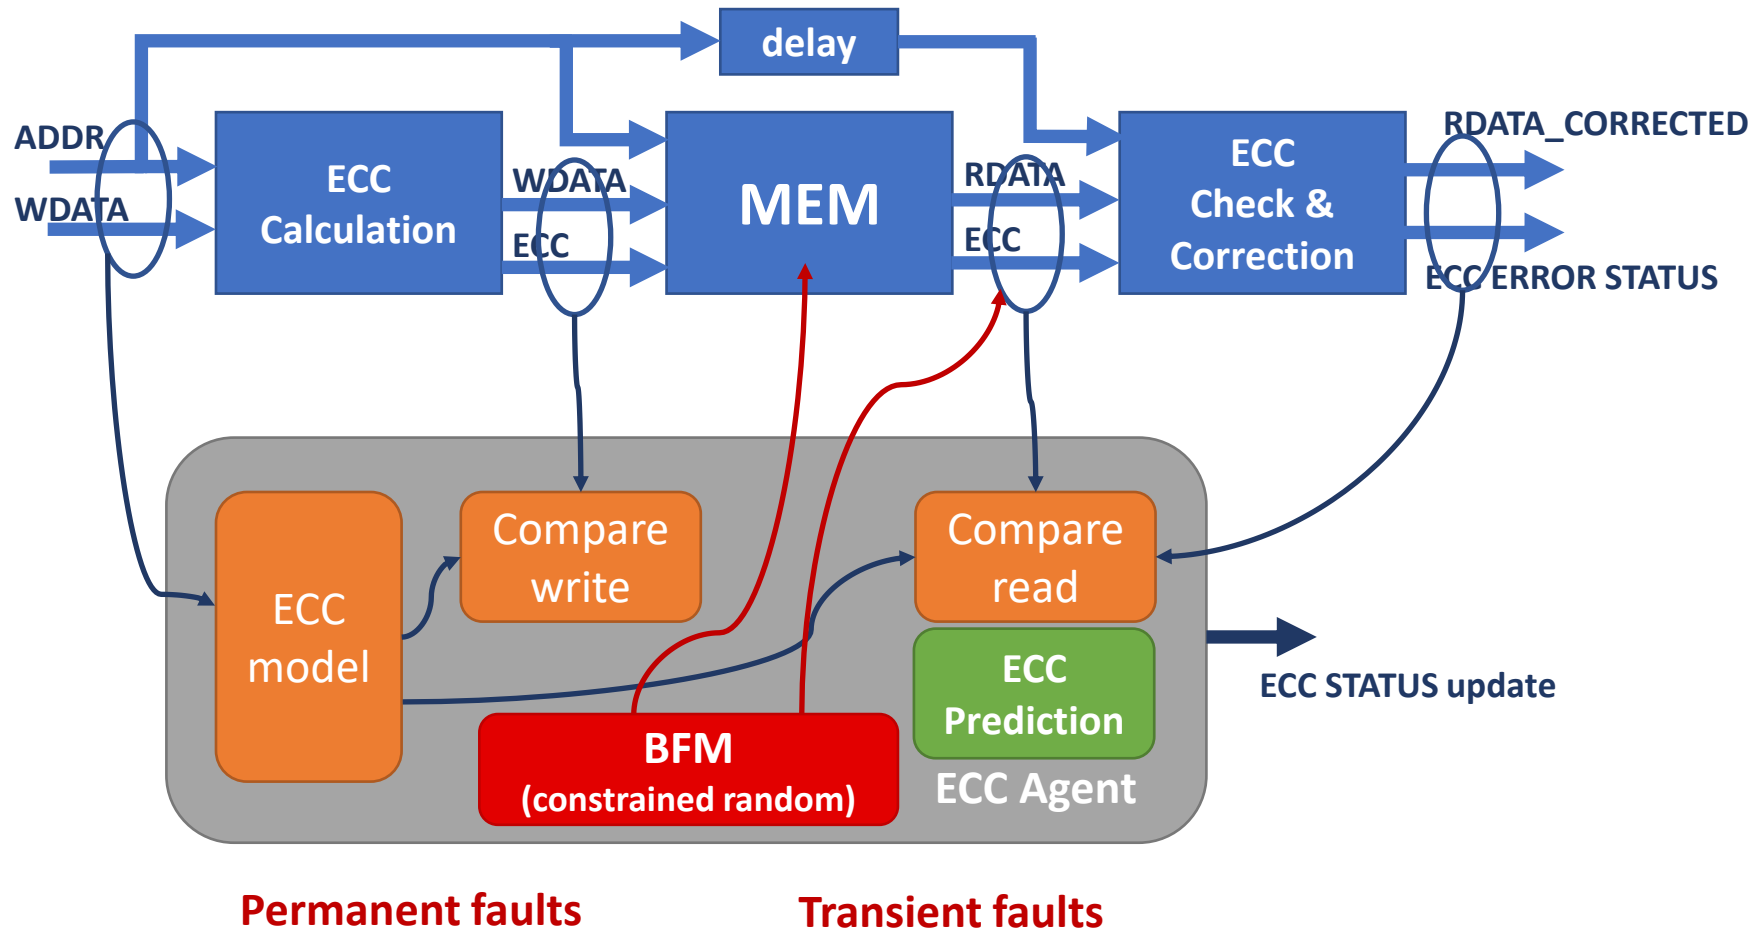 delay
ADDR
WDATA
ECC
Calculation
WDATA
ECC
MEM
RDATA
ECC
ECC
Check &
Correction
RDATA_CORRECTED
ECC ERROR STATUS
ECC
model
Compare
write
Compare
read
ECC
Prediction
BFM
(constrained random)
ECC Agent
ECC STATUS update
Permanent faults
Transient faults